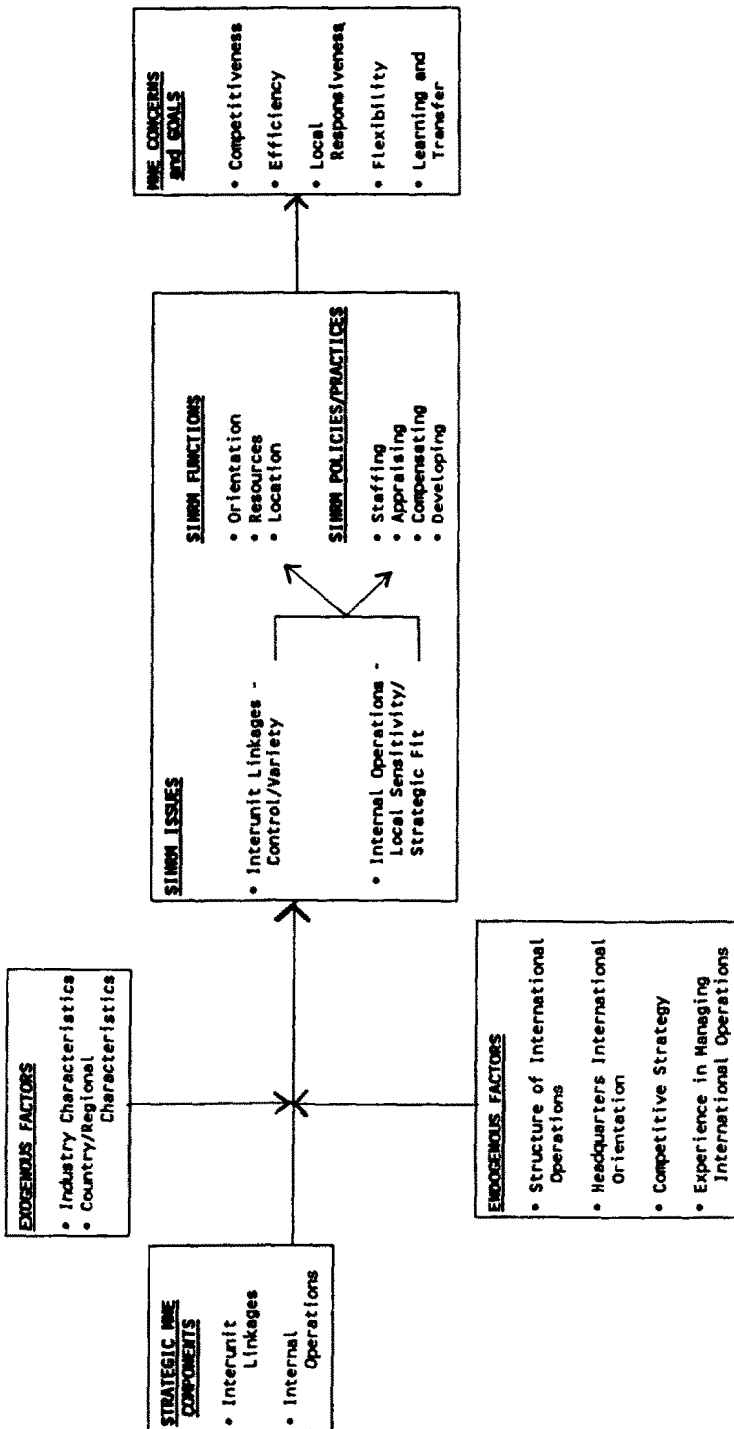 STRATEGIC MNE
COMPONENTS
• Interunit
Linkages
• Internal
Operations
EXOGENOUS FACTORS
• Industry Characteristics
• Country/Regional
Characteristics
ENDOGENOUS FACTORS
• Structure of International
Operations
• Headquarters International
Orientation
• Competitive Strategy
• Experience in Managing
International Operations
SIHRM ISSUES
• Interunit Linkages -
Control/Variety
• Internal Operations -
Local Sensitivity/
Strategic Fit
SIHRM FUNCTIONS
• Orientation
• Resources
• Location
SIHRM POLICIES/PRACTICES
• Staffing
• Appraising
• Compensating
• Developing
MNE CONCERNS
and GOALS
• Competitiveness
• Efficiency
• Local
Responsiveness
• Flexibility
• Learning and
Transfer